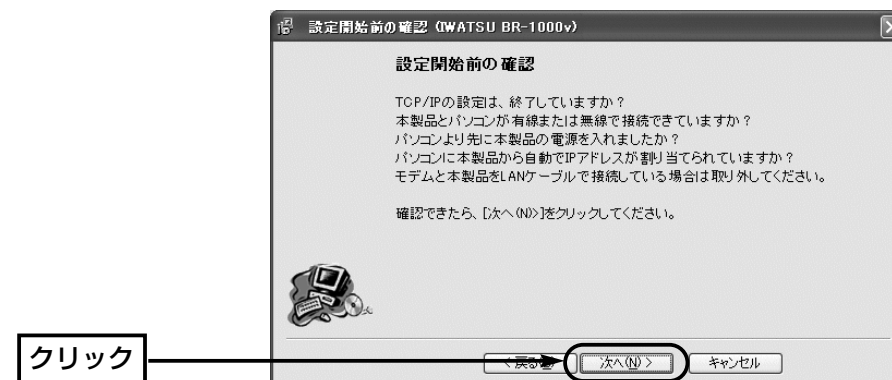 設定開始前の確認 (IWATSU BR-1000v)
設定開始前の確認
TCP/IPの設定は、終了していますか？
本製品とパソコンが有線または無線で接続できていますか？
パソコンより先に本製品の電源を入れましたか？
パソコンに本製品から自動でIPアドレスが割り当てられていますか？
モデムと本製品をLANケーブルで接続している場合は取り外してください。
確認できたら、[次へ(N)>]をクリックしてください。
クリック
< 戻る(B)
次へ(N) >
キャンセル